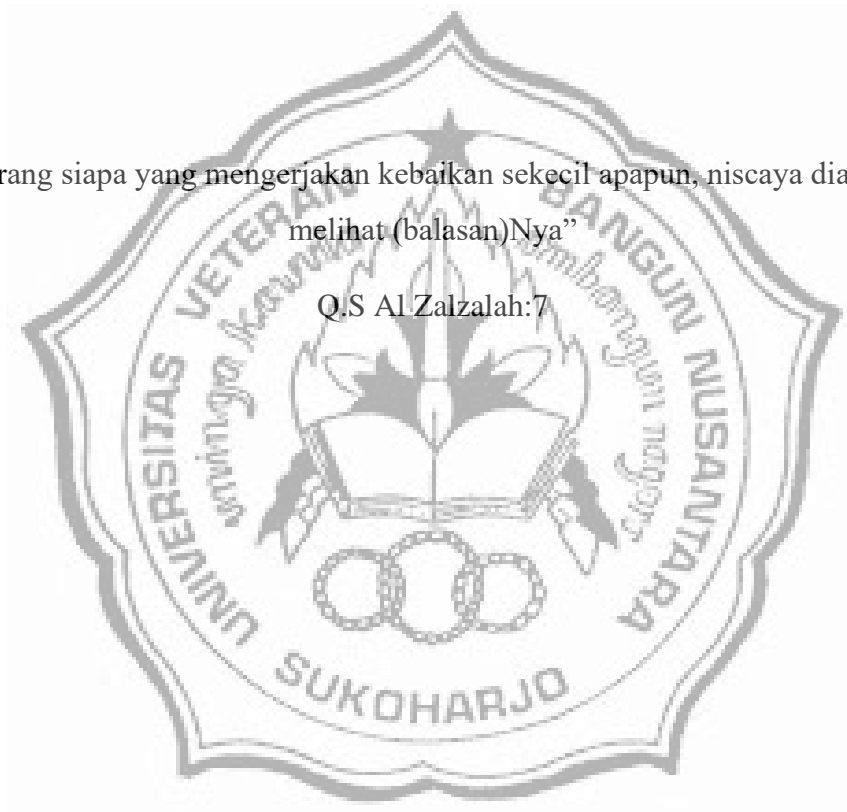 rang siapa yang mengerjakan kebaikan sekecil apapun, niscaya dia
melihat (balasan)Nya”
Q.S Al Zalzalah:7
UNIVERSITAS VETERAN BANGUN NUSANTARA
SUKOHARJO